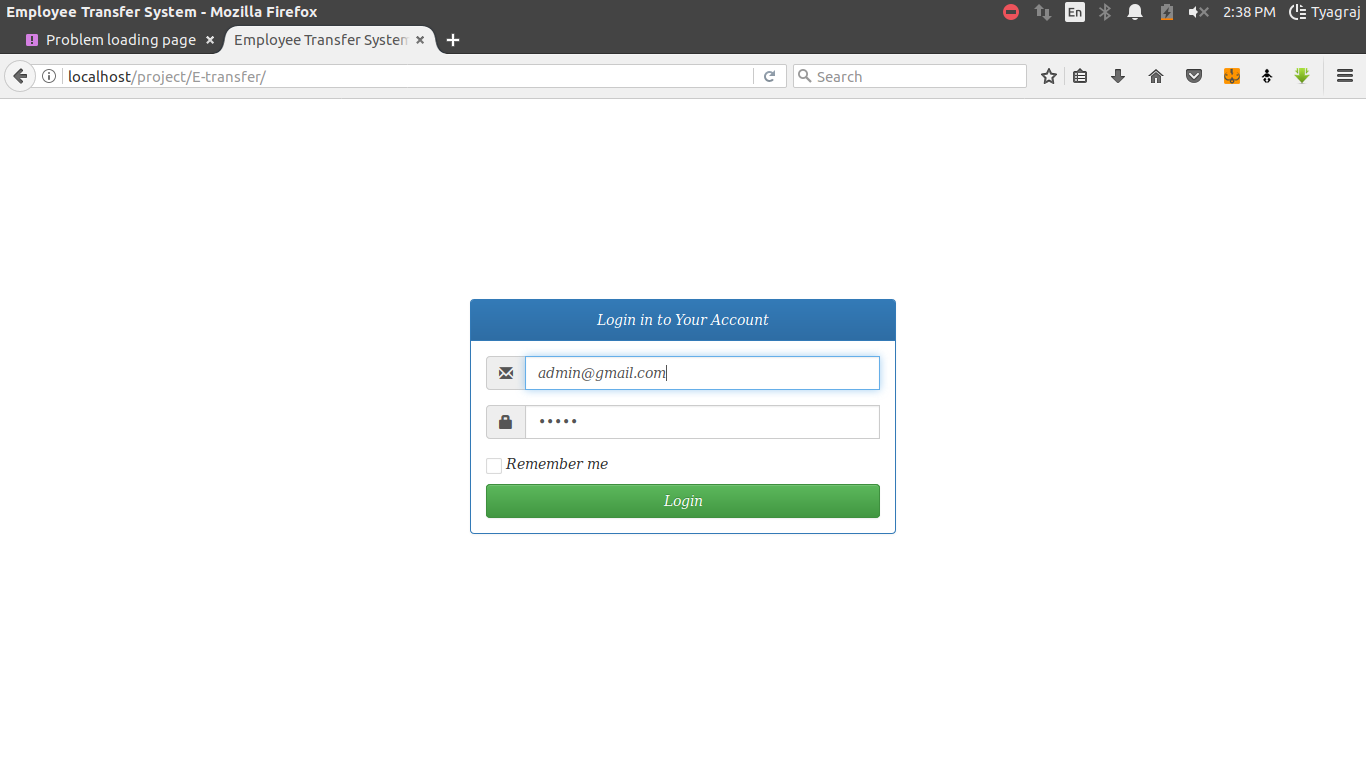 Employee Transfer System - Mozilla Firefox
En
2:38 PM
Tyagraj
Problem loading page
Employee Transfer System
localhost/project/E-transfer/
Search
Login in to Your Account
admin@gmail.com
•••••
Remember me
Login